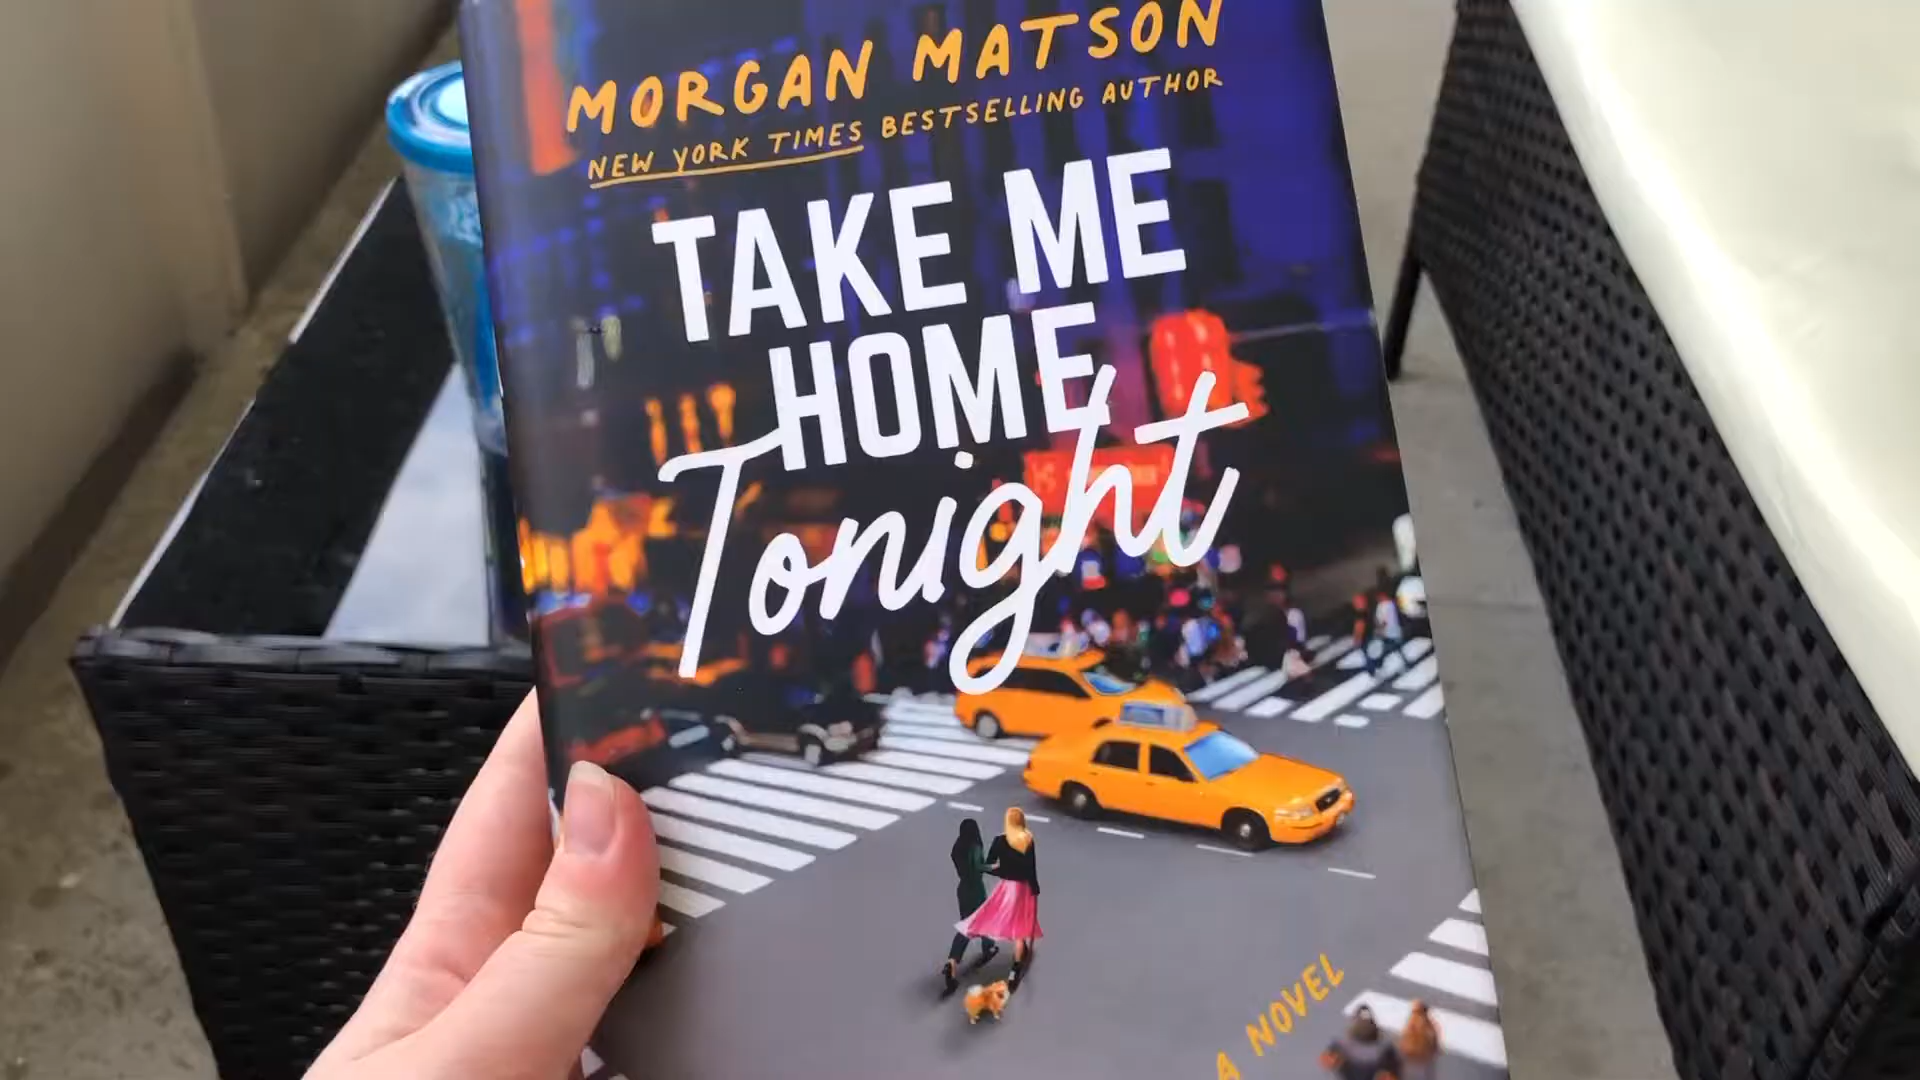 MORGAN MATSON
NEW YORK TIMES BESTSELLING AUTHOR
TAKE ME
HOME
Tonight
A NOVEL